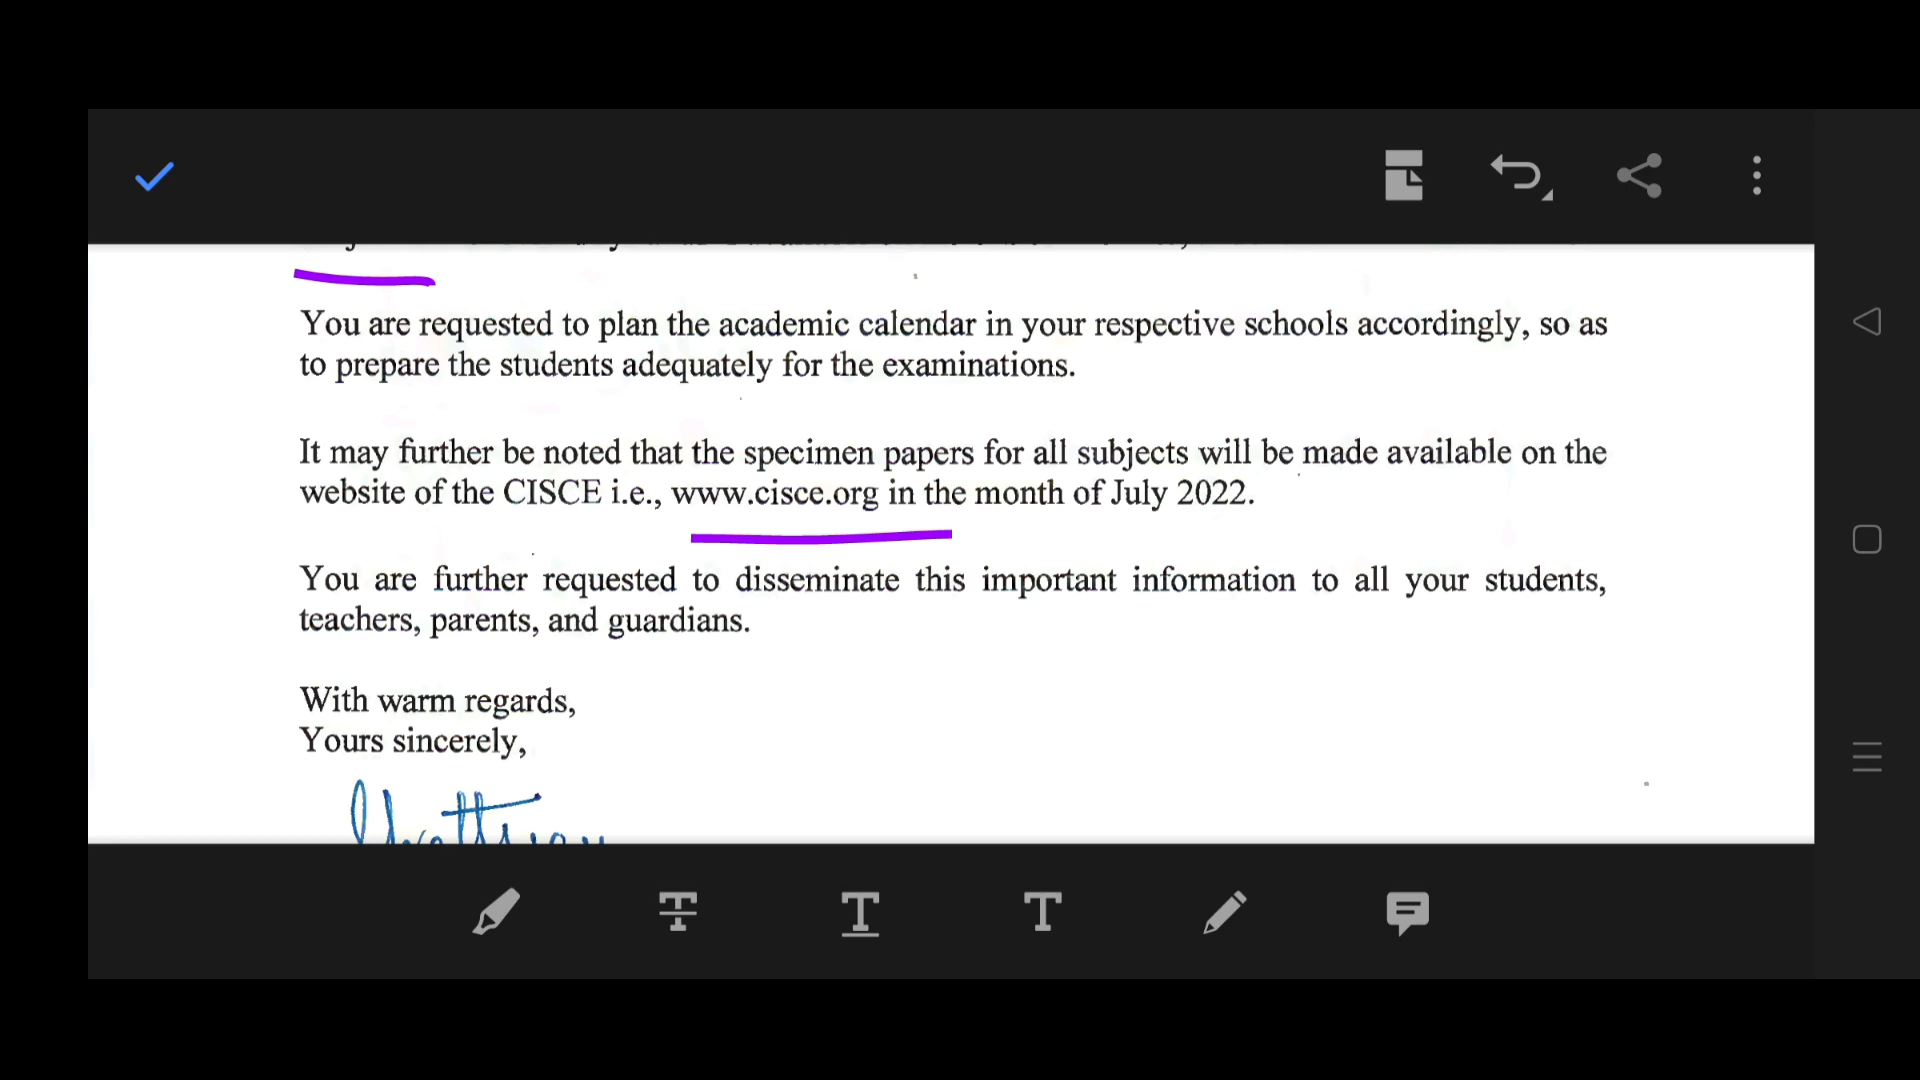 You are requested to plan the academic calendar in your respective schools accordingly, so as
to prepare the students adequately for the examinations.
It may further be noted that the specimen papers for all subjects will be made available on the
website of the CISCE i.e., www.cisce.org in the month of July 2022.
You are further requested to disseminate this important information to all your students,
teachers, parents, and guardians.
With warm regards,
Yours sincerely,